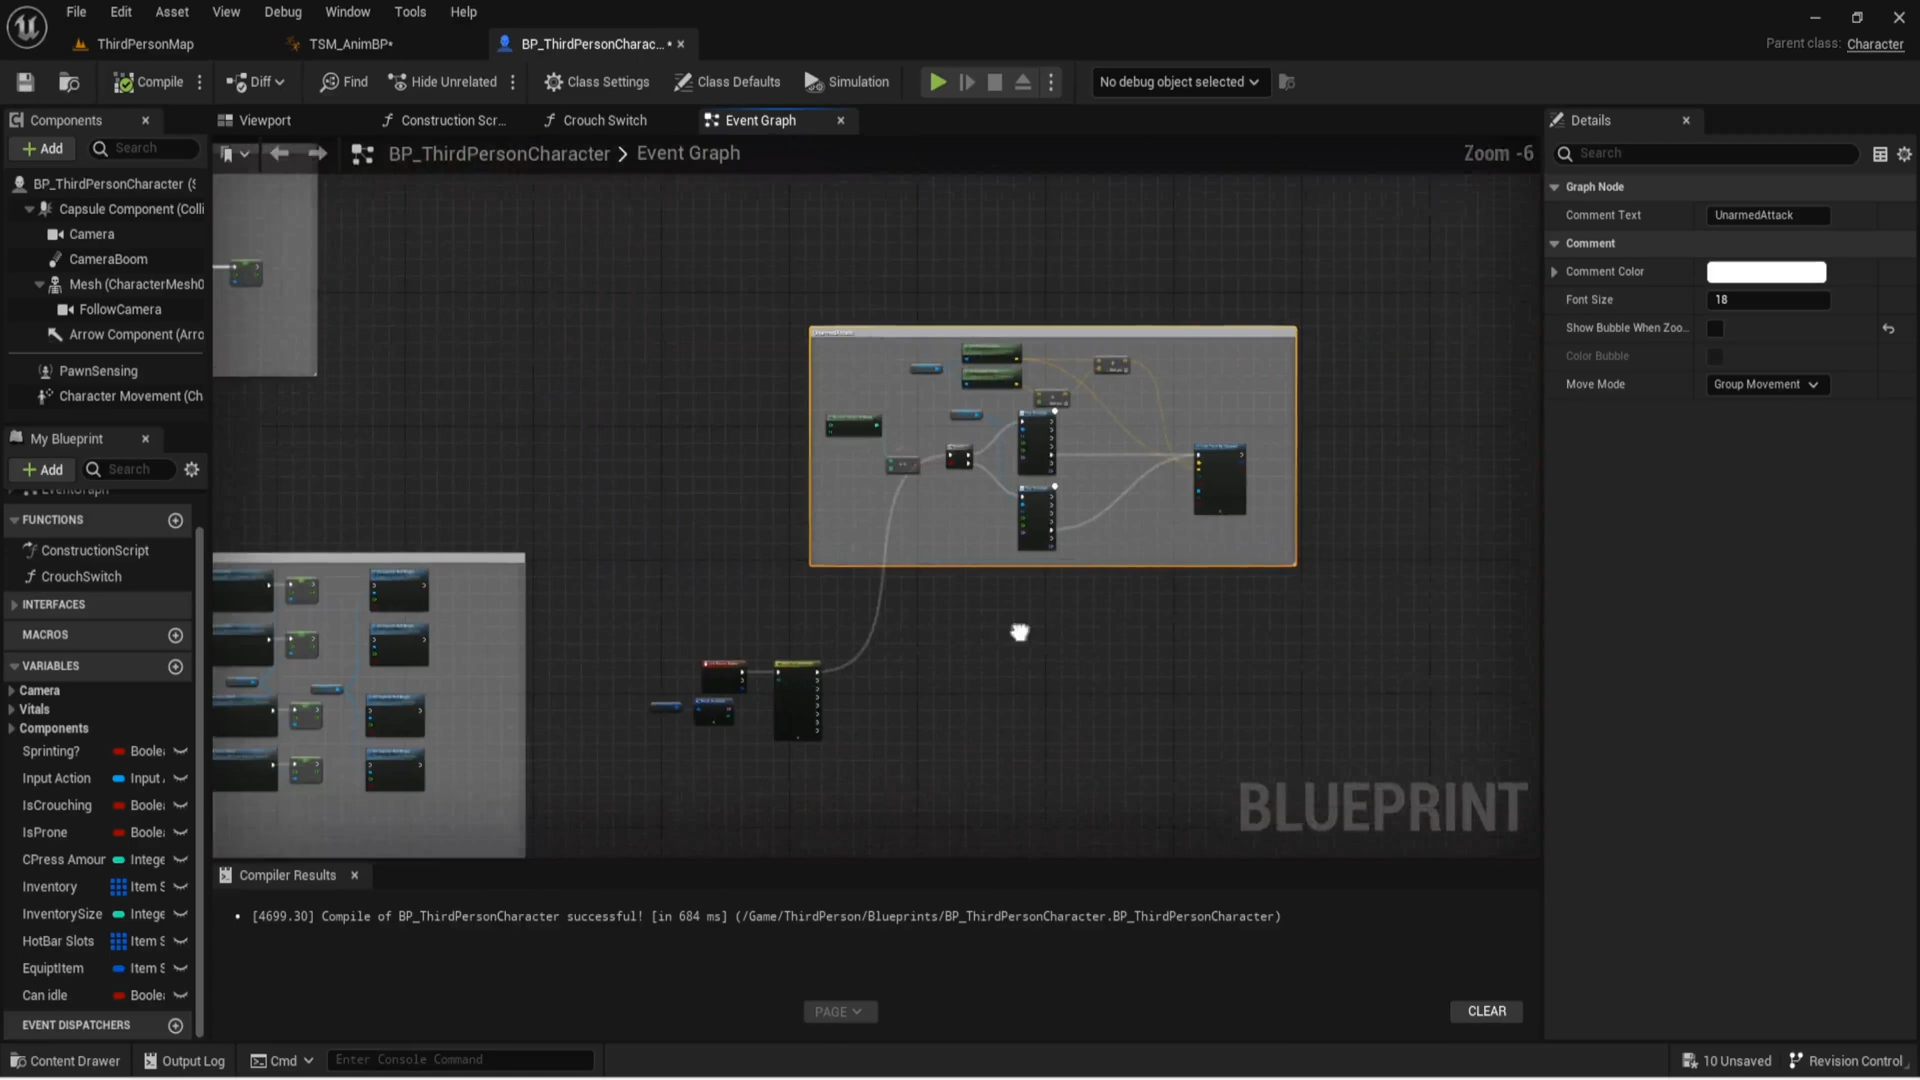 File Edit View Debug Window Tools Help
ThirdPersonMap TSM_AnimBP* BP_ThirdPersonCharac... •
Parent class: Character
Compile Diff Find Hide Unrelated Class Settings Class Defaults Simulation No debug object selected
Components
Add Search
BP_ThirdPersonCharacter (
Capsule Component (Colli
Camera
CameraBoom
Mesh (CharacterMesh0
FollowCamera
Arrow Component (Arro
PawnSensing
Character Movement (Ch
My Blueprint
Add Search
EventGraph
FUNCTIONS
ConstructionScript
CrouchSwitch
INTERFACES
MACROS
VARIABLES
Camera
Vitals
Components
Sprinting? Boole
Input Action Input
IsCrouching Boole
IsProne Boole
CPress Amour Intege
Inventory Item S
InventorySize Intege
HotBar Slots Item S
EquiptItem Item S
Can idle Boole
EVENT DISPATCHERS
Viewport Construction Scr... Crouch Switch Event Graph
BP_ThirdPersonCharacter > Event Graph Zoom -6
UnarmedAttack
BLUEPRINT
Compiler Results
• [4699.30] Compile of BP_ThirdPersonCharacter successful! [in 684 ms] (/Game/ThirdPerson/Blueprints/BP_ThirdPersonCharacter.BP_ThirdPersonCharacter)
PAGE CLEAR
Details
Search
Graph Node
Comment Text UnarmedAttack
Comment
Comment Color
Font Size 18
Show Bubble When Zoo...
Color Bubble
Move Mode Group Movement
Content Drawer Output Log Cmd Enter Console Command 10 Unsaved Revision Control